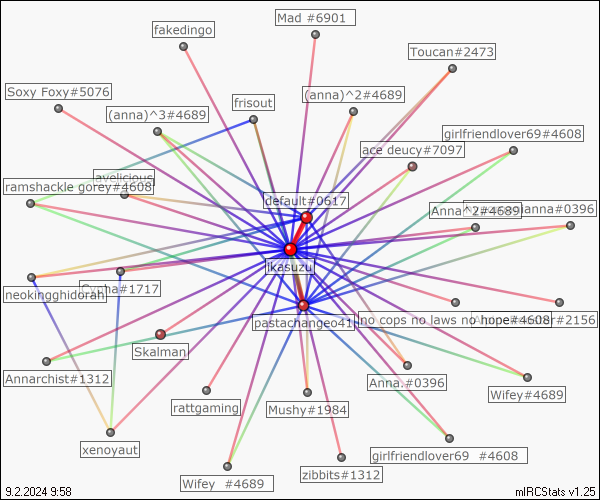 Mad #6901
fakedingo
Toucan#2473
Soxy Foxy#5076
(anna)^2#4689
frisout
(anna)^3#4689
girlfriendlover69#4608
ace deucy#7097
avelicious
ramshackle gorey#4608
default#0617
Anna^2#4689
anna#0396
jkasuzu
Cypha#1717
neokingghidorah
pastachangeo41
no cops no laws no hope#4608
#2156
Skalman
Annarchist#1312
Anna.#0396
Wifey#4689
rattgaming
Mushy#1984
xenoyaut
girlfriendlover69 #4608
zibbits#1312
Wifey #4689
9.2.2024 9:58
mIRCStats v1.25